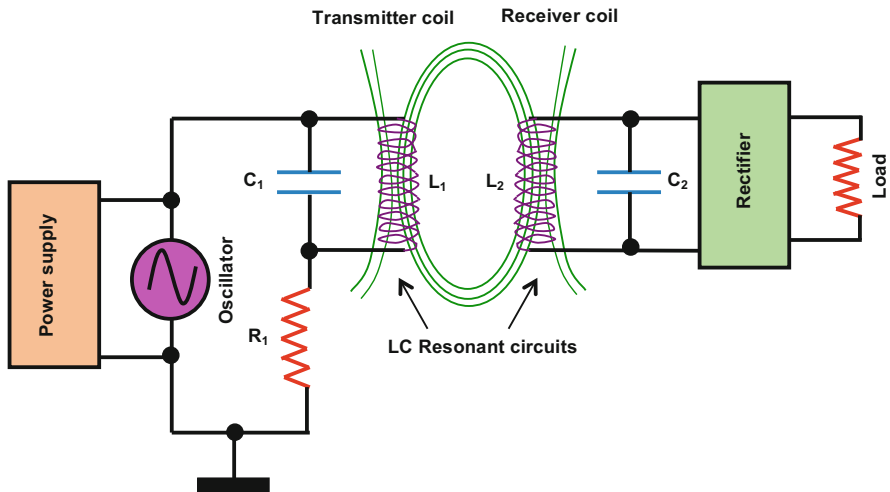 Transmitter coil
Receiver coil
Power supply
Oscillator
C1
R1
L1
L2
C2
Rectifier
Load
LC Resonant circuits